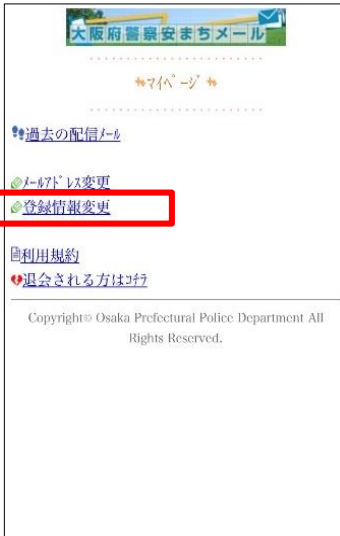 大阪府警察安まちメール
ﾏｲﾍﾟｰｼﾞ
過去の配信ﾒｰﾙ
ﾒｰﾙｱﾄﾞﾚｽ変更
登録情報変更
利用規約
退会される方はｺﾁﾗ
Copyright© Osaka Prefectural Police Department All
Rights Reserved.